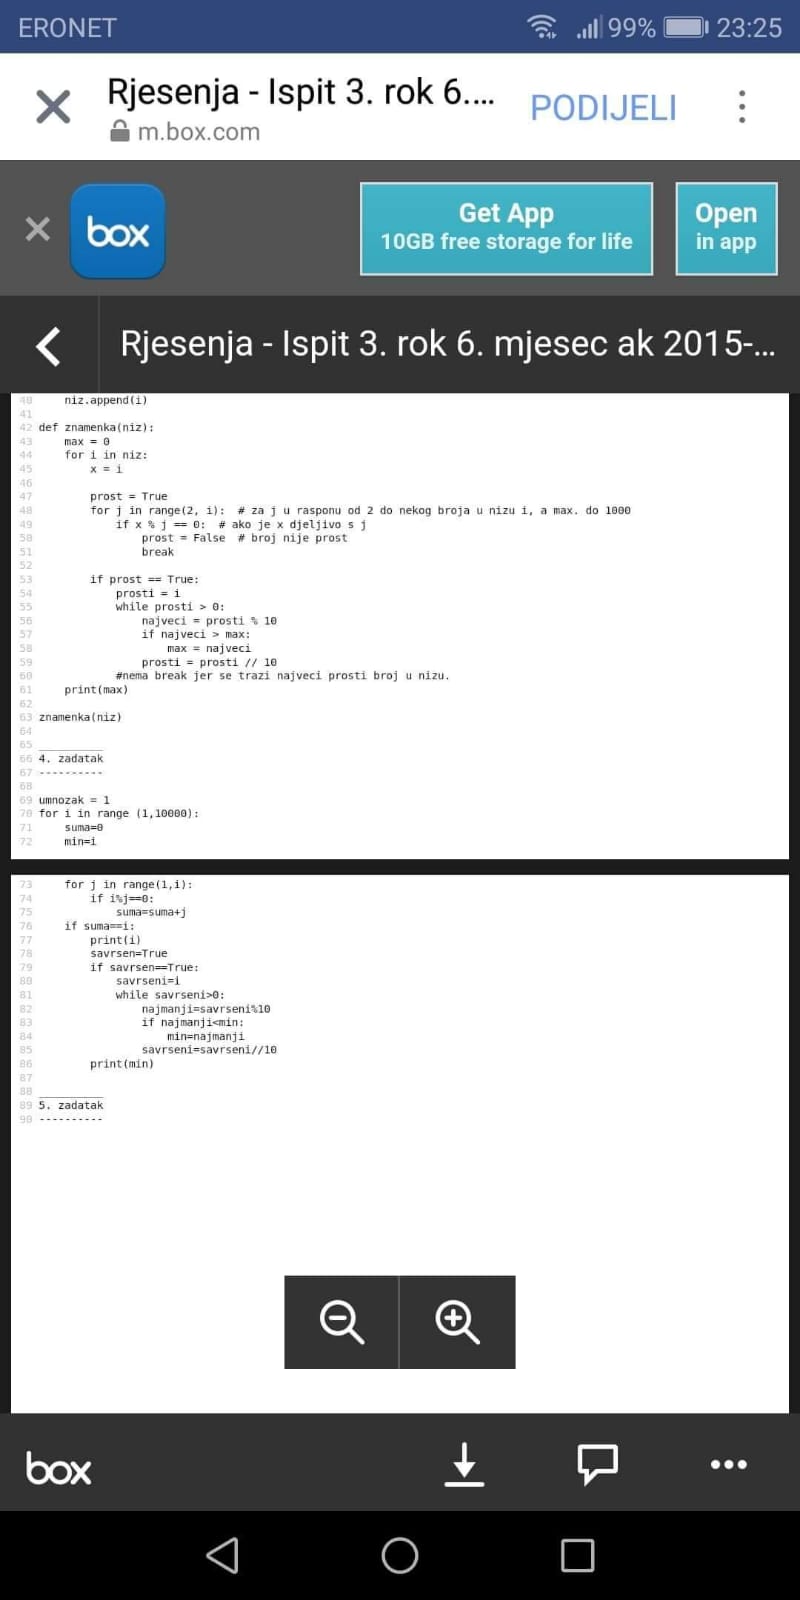 ERONET 99% 23:25
Rjesenja - Ispit 3. rok 6....
m.box.com
PODIJELI
box
Get App
10GB free storage for life
Open
in app
Rjesenja - Ispit 3. rok 6. mjesec ak 2015-...
40     niz.append(i)
41
42 def znamenka(niz):
43     max = 0
44     for i in niz:
45         x = i
46
47         prost = True
48         for j in range(2, i):  # za j u rasponu od 2 do nekog broja u nizu i, a max. do 1000
49             if x % j == 0:  # ako je x djeljivo s j
50                 prost = False  # broj nije prost
51                 break
52
53         if prost == True:
54             prosti = i
55             while prosti > 0:
56                 najveci = prosti % 10
57                 if najveci > max:
58                     max = najveci
59                 prosti = prosti // 10
60             #nema break jer se trazi najveci prosti broj u nizu.
61     print(max)
62
63 znamenka(niz)
64
65 __________
66 4. zadatak
67 ----------
68
69 umnozak = 1
70 for i in range (1,10000):
71     suma=0
72     min=i
73     for j in range(1,i):
74         if i%j==0:
75             suma=suma+j
76     if suma==i:
77         print(i)
78         savrsen=True
79         if savrsen==True:
80             savrseni=i
81             while savrseni>0:
82                 najmanji=savrseni%10
83                 if najmanji<min:
84                     min=najmanji
85                 savrseni=savrseni//10
86         print(min)
87
88 __________
89 5. zadatak
90 ----------
box